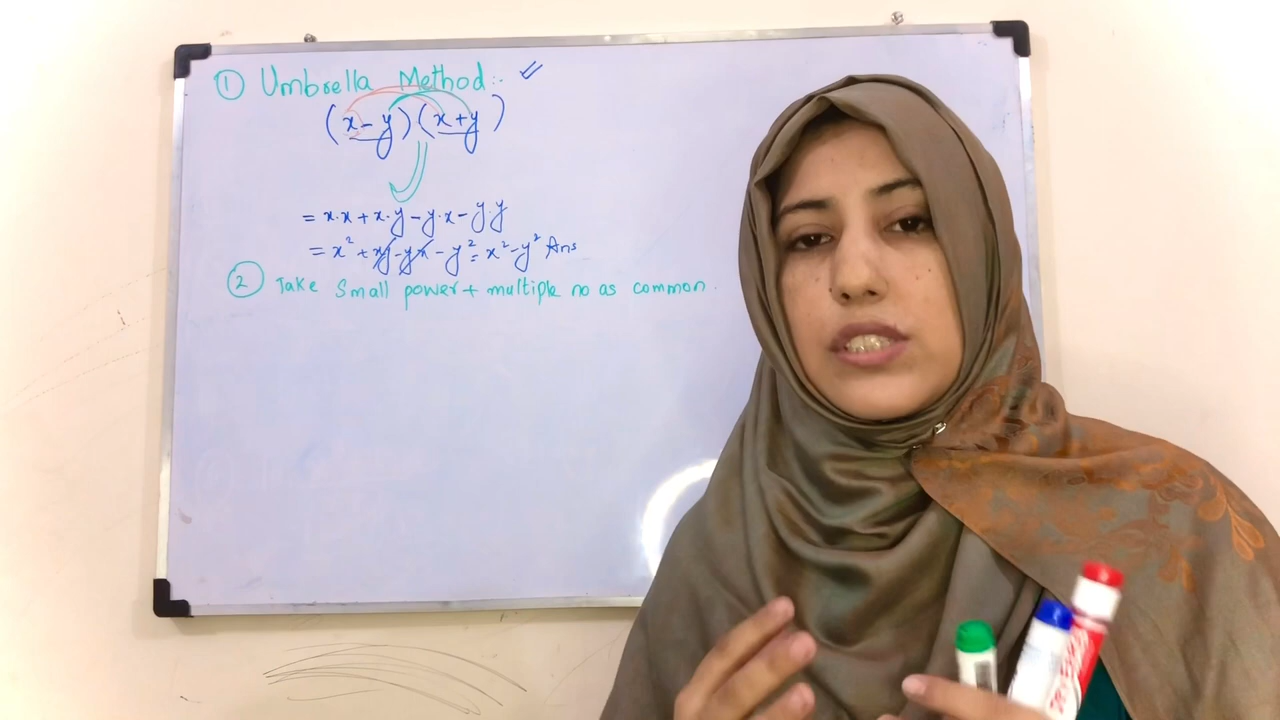 ① Umbrella Method:-
(x-y)(x+y)
= x.x + x.y - y.x - y.y
= x² + xy - yx - y² = x² - y² Ans
② Take Small power + multiple no as common.